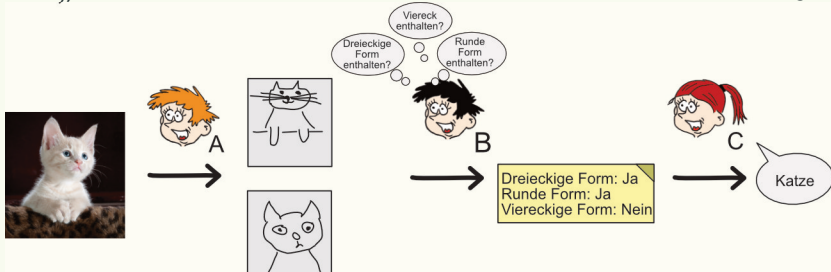 Viereck
enthalten?
Dreieckige
Form
enthalten?
Runde
Form
enthalten?
A
B
C
Dreieckige Form: Ja
Runde Form: Ja
Viereckige Form: Nein
Katze